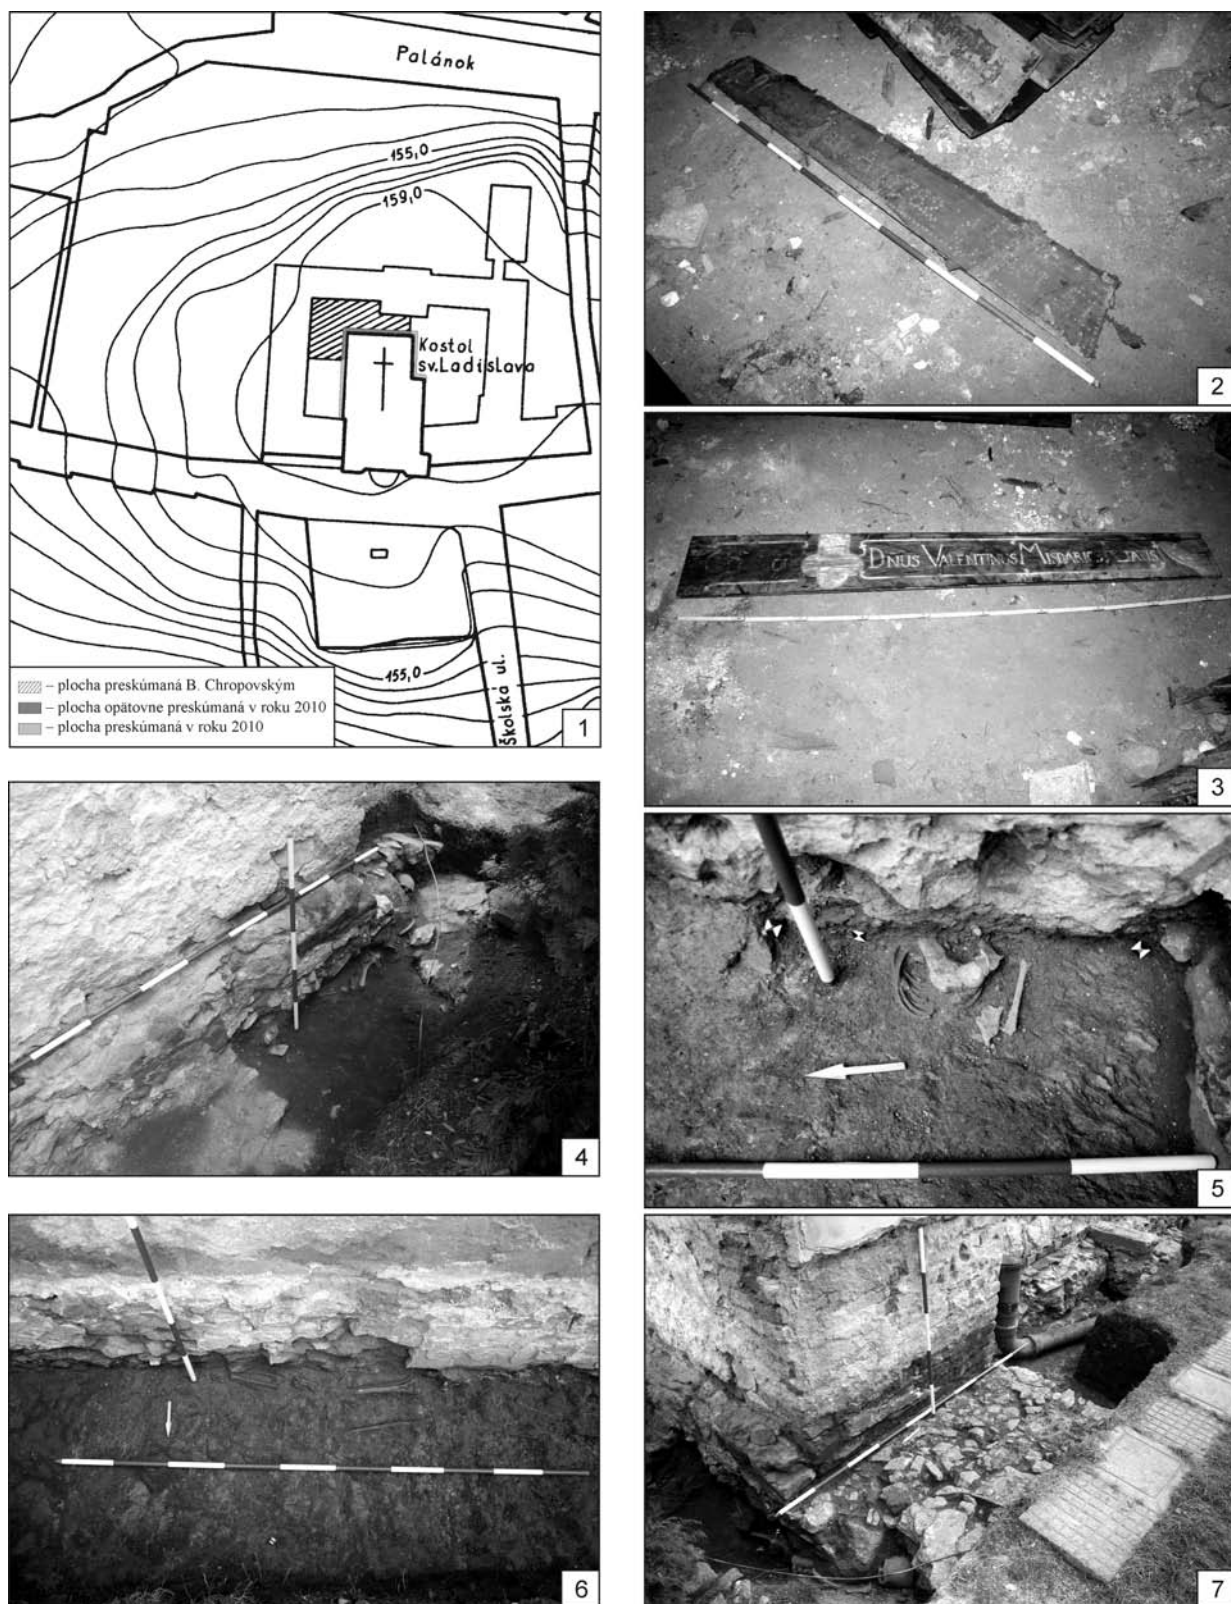 Palánok
155,0
159,0
Kostol
sv.Ladislava
155,0
Školská ul.
– plocha preskúmaná B. Chropovským
– plocha opätovne preskúmaná v roku 2010
– plocha preskúmaná v roku 2010
1
2
DNUS VALENTINUS
3
4
5
6
7